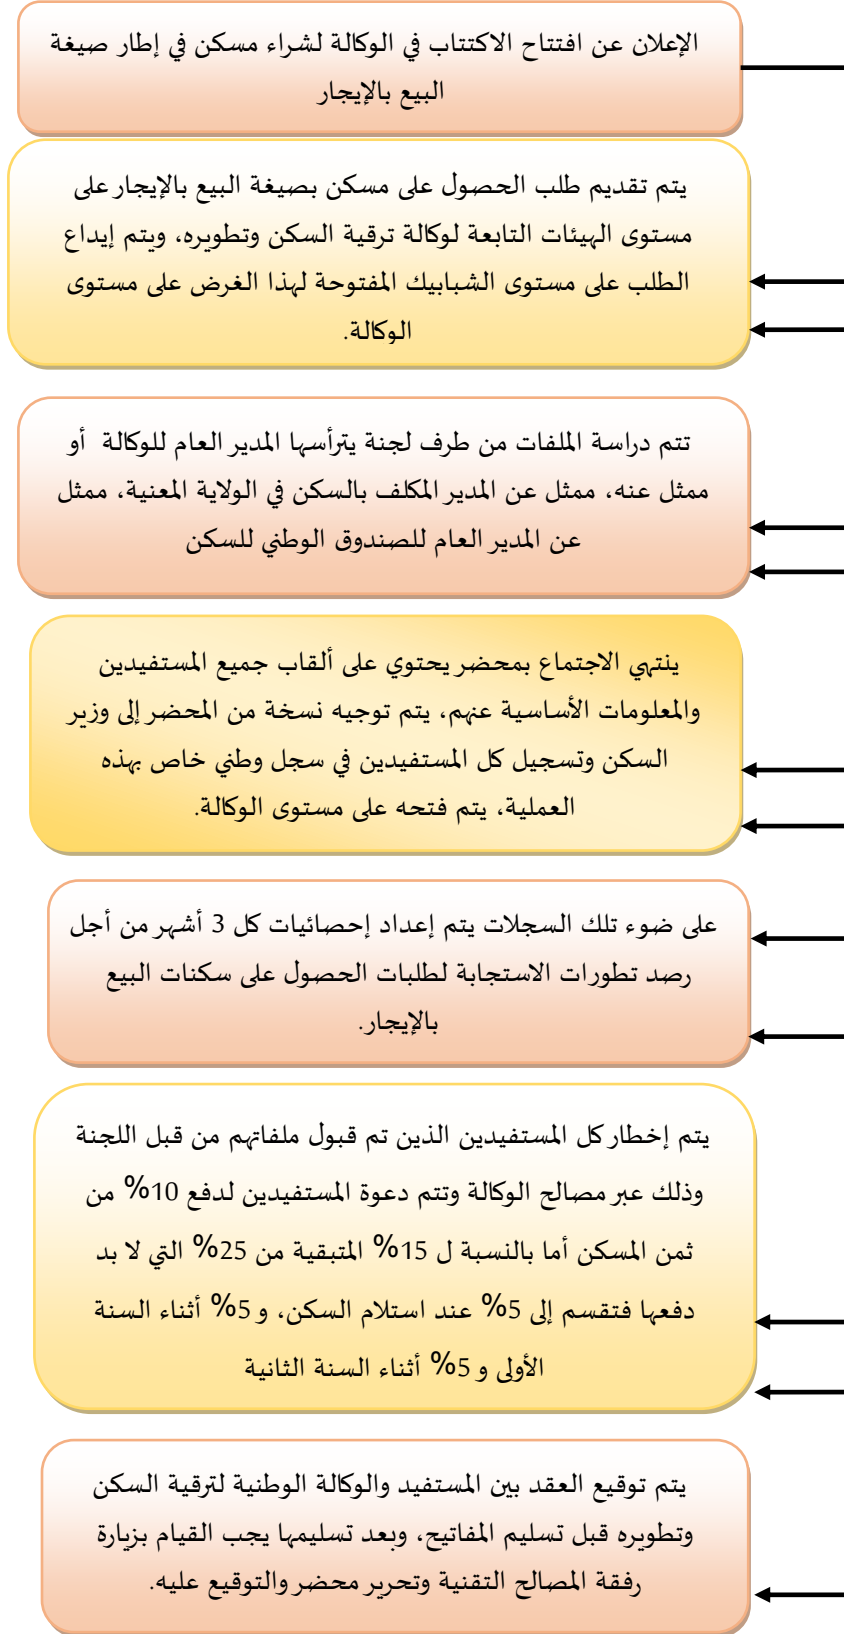 الإعلان عن افتتاح الاكتتاب في الوكالة لشراء مسكن في إطار صيغة
البيع بالإيجار
يتم تقديم طلب الحصول على مسكن بصيغة البيع بالإيجار على
مستوى الهيئات التابعة لوكالة ترقية السكن وتطويره، ويتم إيداع
الطلب على مستوى الشبابيك المفتوحة لهذا الغرض على مستوى
الوكالة.
تتم دراسة الملفات من طرف لجنة يترأسها المدير العام للوكالة أو
ممثل عنه، ممثل عن المدير المكلف بالسكن في الولاية المعنية، ممثل
عن المدير العام للصندوق الوطني للسكن
ينتهي الاجتماع بمحضر يحتوي على ألقاب جميع المستفيدين
والمعلومات الأساسية عنهم، يتم توجيه نسخة من المحضر إلى وزير
السكن وتسجيل كل المستفيدين في سجل وطني خاص بهذه
العملية، يتم فتحه على مستوى الوكالة.
على ضوء تلك السجلات يتم إعداد إحصائيات كل 3 أشهر من أجل
رصد تطورات الاستجابة لطلبات الحصول على سكنات البيع
بالإيجار.
يتم إخطار كل المستفيدين الذين تم قبول ملفاتهم من قبل اللجنة
وذلك عبر مصالح الوكالة وتتم دعوة المستفيدين لدفع 10% من
ثمن المسكن أما بالنسبة ل 15% المتبقية من 25% التي لا بد
دفعها فتقسم إلى 5% عند استلام السكن، و 5% أثناء السنة
الأولى و 5% أثناء السنة الثانية
يتم توقيع العقد بين المستفيد والوكالة الوطنية لترقية السكن
وتطويره قبل تسليم المفاتيح، وبعد تسليمها يجب القيام بزيارة
رفقة المصالح التقنية وتحرير محضر والتوقيع عليه.